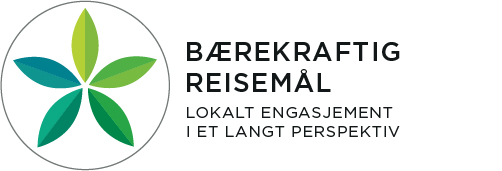 BÆREKRAFTIG
REISEMÅL
LOKALT ENGASJEMENT
I ET LANGT PERSPEKTIV